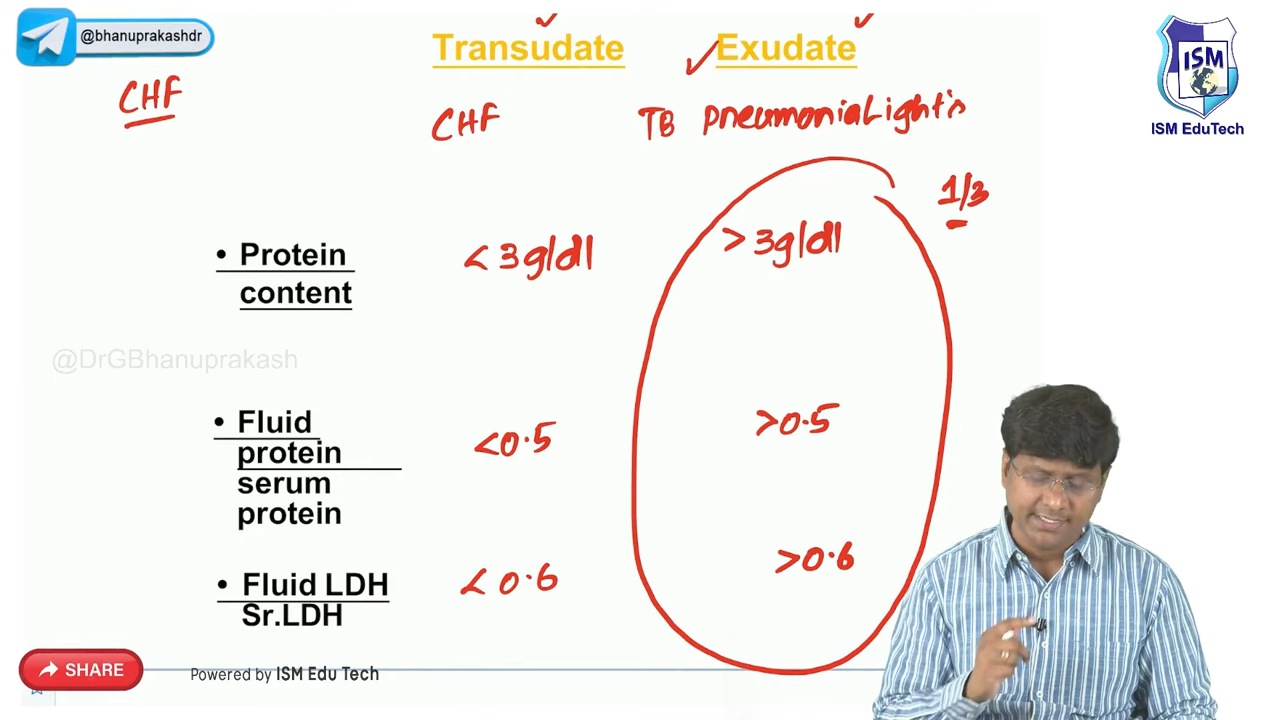 @bhanuprakashdr
Transudate Exudate
ISM
ISM EduTech
CHF
CHF TB Pneumonia Light's
1/3
• Protein content <3g/dl >3g/dl
@DrGBhanuprakash
• Fluid protein <0.5 >0.5
serum protein
• Fluid LDH <0.6 >0.6
Sr.LDH
SHARE
Powered by ISM Edu Tech